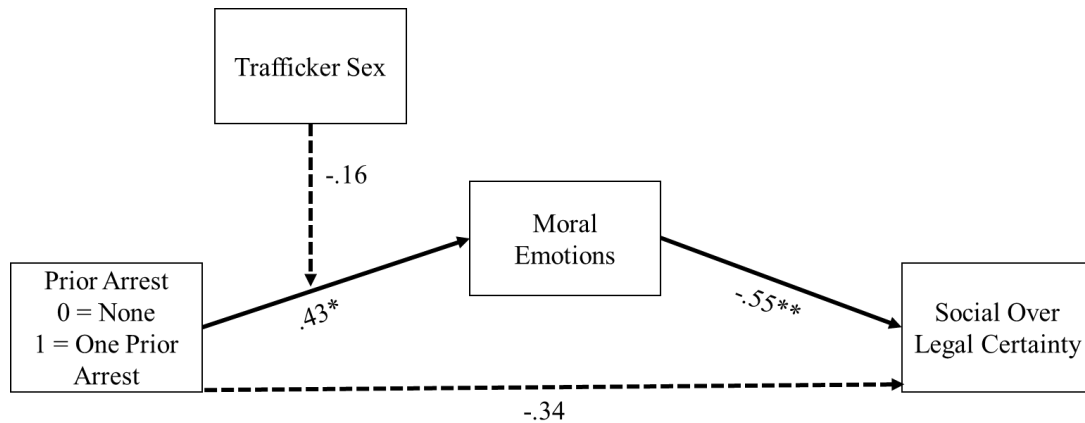 Trafficker Sex
-.16
Moral
Emotions
Prior Arrest
0 = None
1 = One Prior
Arrest
.43*
-.55**
Social Over
Legal Certainty
-.34